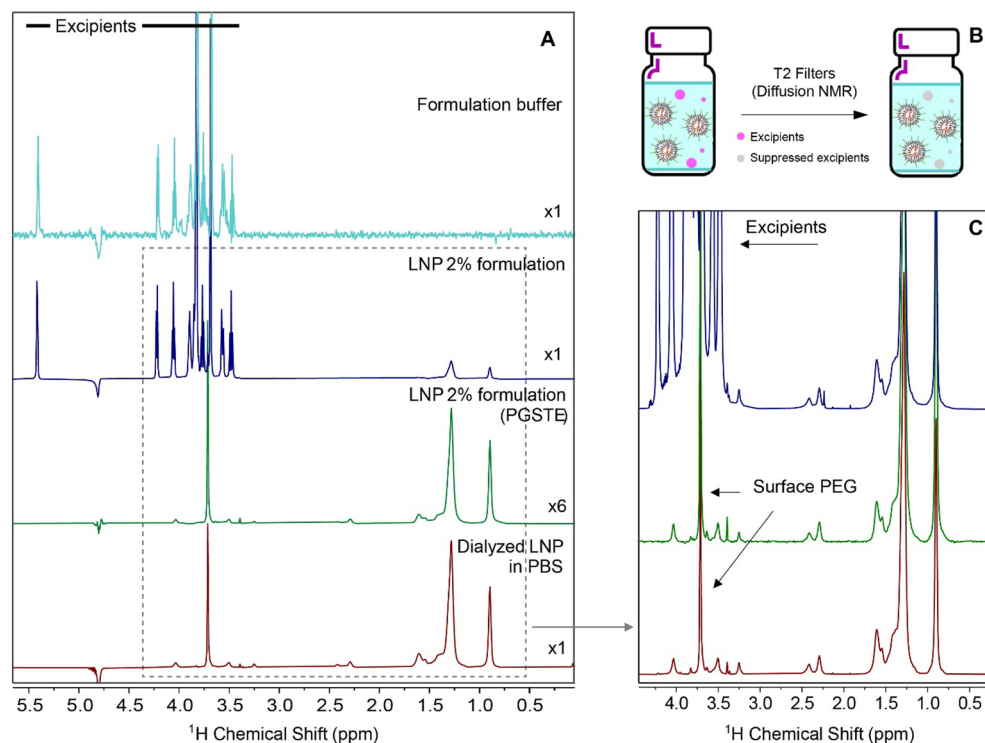 Excipients
A
Formulation buffer
x1
LNP 2% formulation
x1
LNP 2% formulation
(PGSTE)
x6
Dialyzed LNP
in PBS
x1
5.5 5.0 4.5 4.0 3.5 3.0 2.5 2.0 1.5 1.0 0.5
¹H Chemical Shift (ppm)
B
T2 Filters
(Diffusion NMR)
Excipients
Suppressed excipients
C
Excipients
Surface PEG
4.0 3.5 3.0 2.5 2.0 1.5 1.0 0.5
¹H Chemical Shift (ppm)